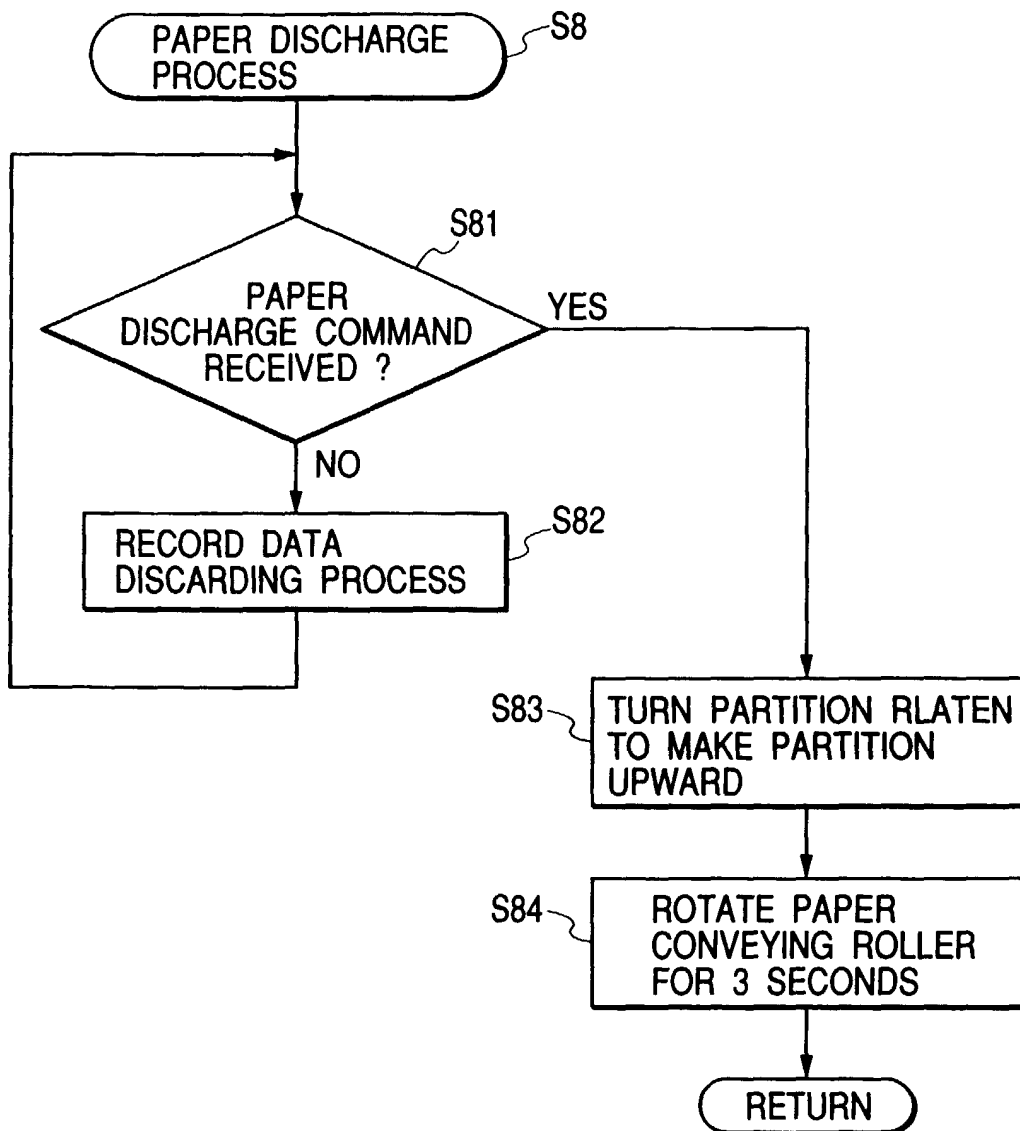 PAPER DISCHARGE
PROCESS
S8
S81
PAPER
DISCHARGE COMMAND
RECEIVED ?
YES
NO
S82
RECORD DATA
DISCARDING PROCESS
S83
TURN PARTITION RLATEN
TO MAKE PARTITION
UPWARD
S84
ROTATE PAPER
CONVEYING ROLLER
FOR 3 SECONDS
RETURN